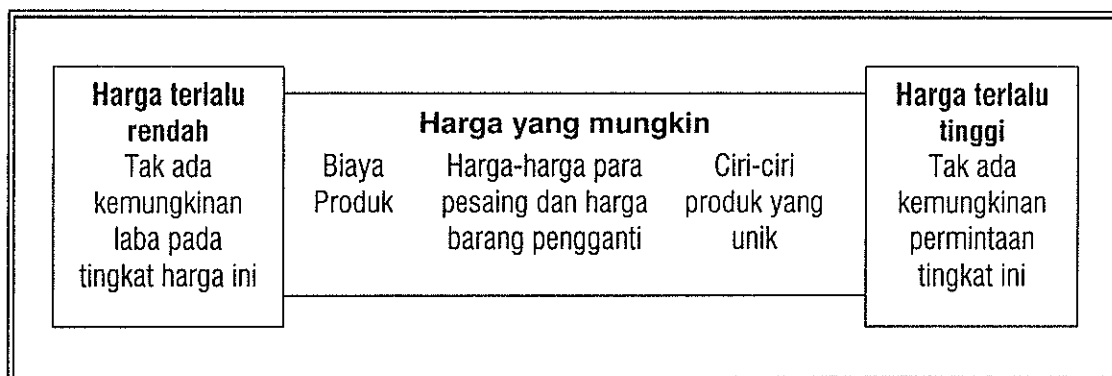 Harga terlalu
rendah
Tak ada
kemungkinan
laba pada
tingkat harga ini
Harga yang mungkin
Biaya
Produk
Harga-harga para
pesaing dan harga
barang pengganti
Ciri-ciri
produk yang
unik
Harga terlalu
tinggi
Tak ada
kemungkinan
permintaan
tingkat ini